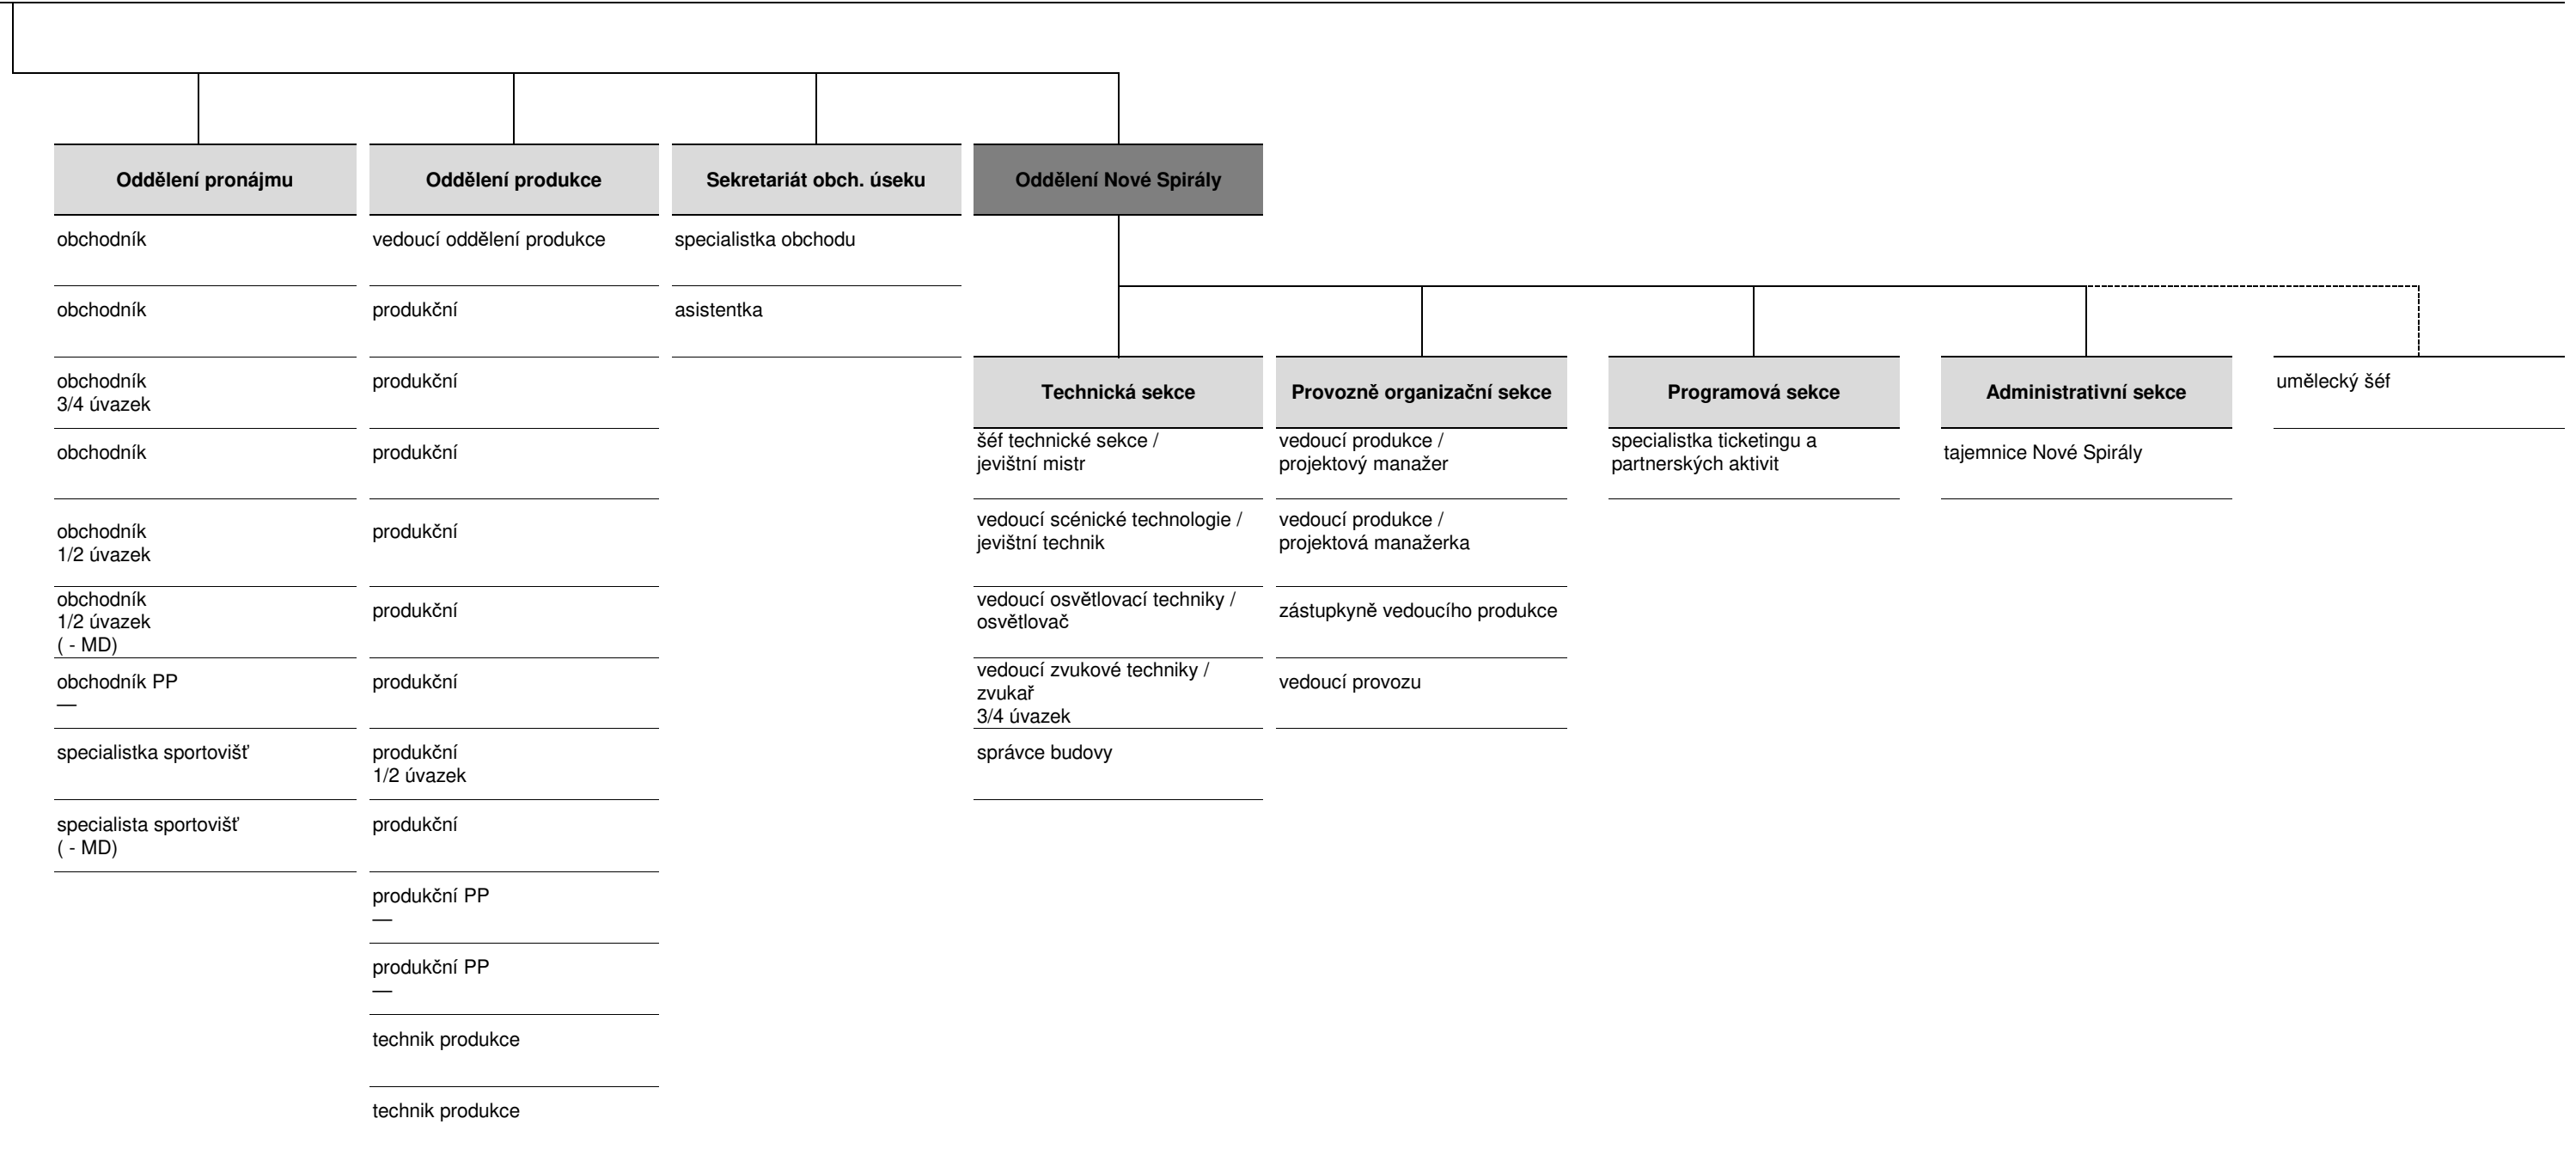 Oddělení pronájmu
obchodník
obchodník
obchodník
3/4 úvazek
obchodník
obchodník
1/2 úvazek
obchodník
1/2 úvazek
( - MD)
obchodník PP
—
specialistka sportovišť
specialista sportovišť
( - MD)
Oddělení produkce
vedoucí oddělení produkce
produkční
produkční
produkční
produkční
produkční
produkční
produkční
1/2 úvazek
produkční
produkční PP
—
produkční PP
—
technik produkce
technik produkce
Sekretariát obch. úseku
specialistka obchodu
asistentka
Oddělení Nové Spirály
Technická sekce
šéf technické sekce /
jevištní mistr
vedoucí scénické technologie /
jevištní technik
vedoucí osvětlovací techniky /
osvětlovač
vedoucí zvukové techniky /
zvukař
3/4 úvazek
správce budovy
Provozně organizační sekce
vedoucí produkce /
projektový manažer
vedoucí produkce /
projektová manažerka
zástupkyně vedoucího produkce
vedoucí provozu
Programová sekce
specialistka ticketingu a
partnerských aktivit
Administrativní sekce
tajemnice Nové Spirály
umělecký šéf